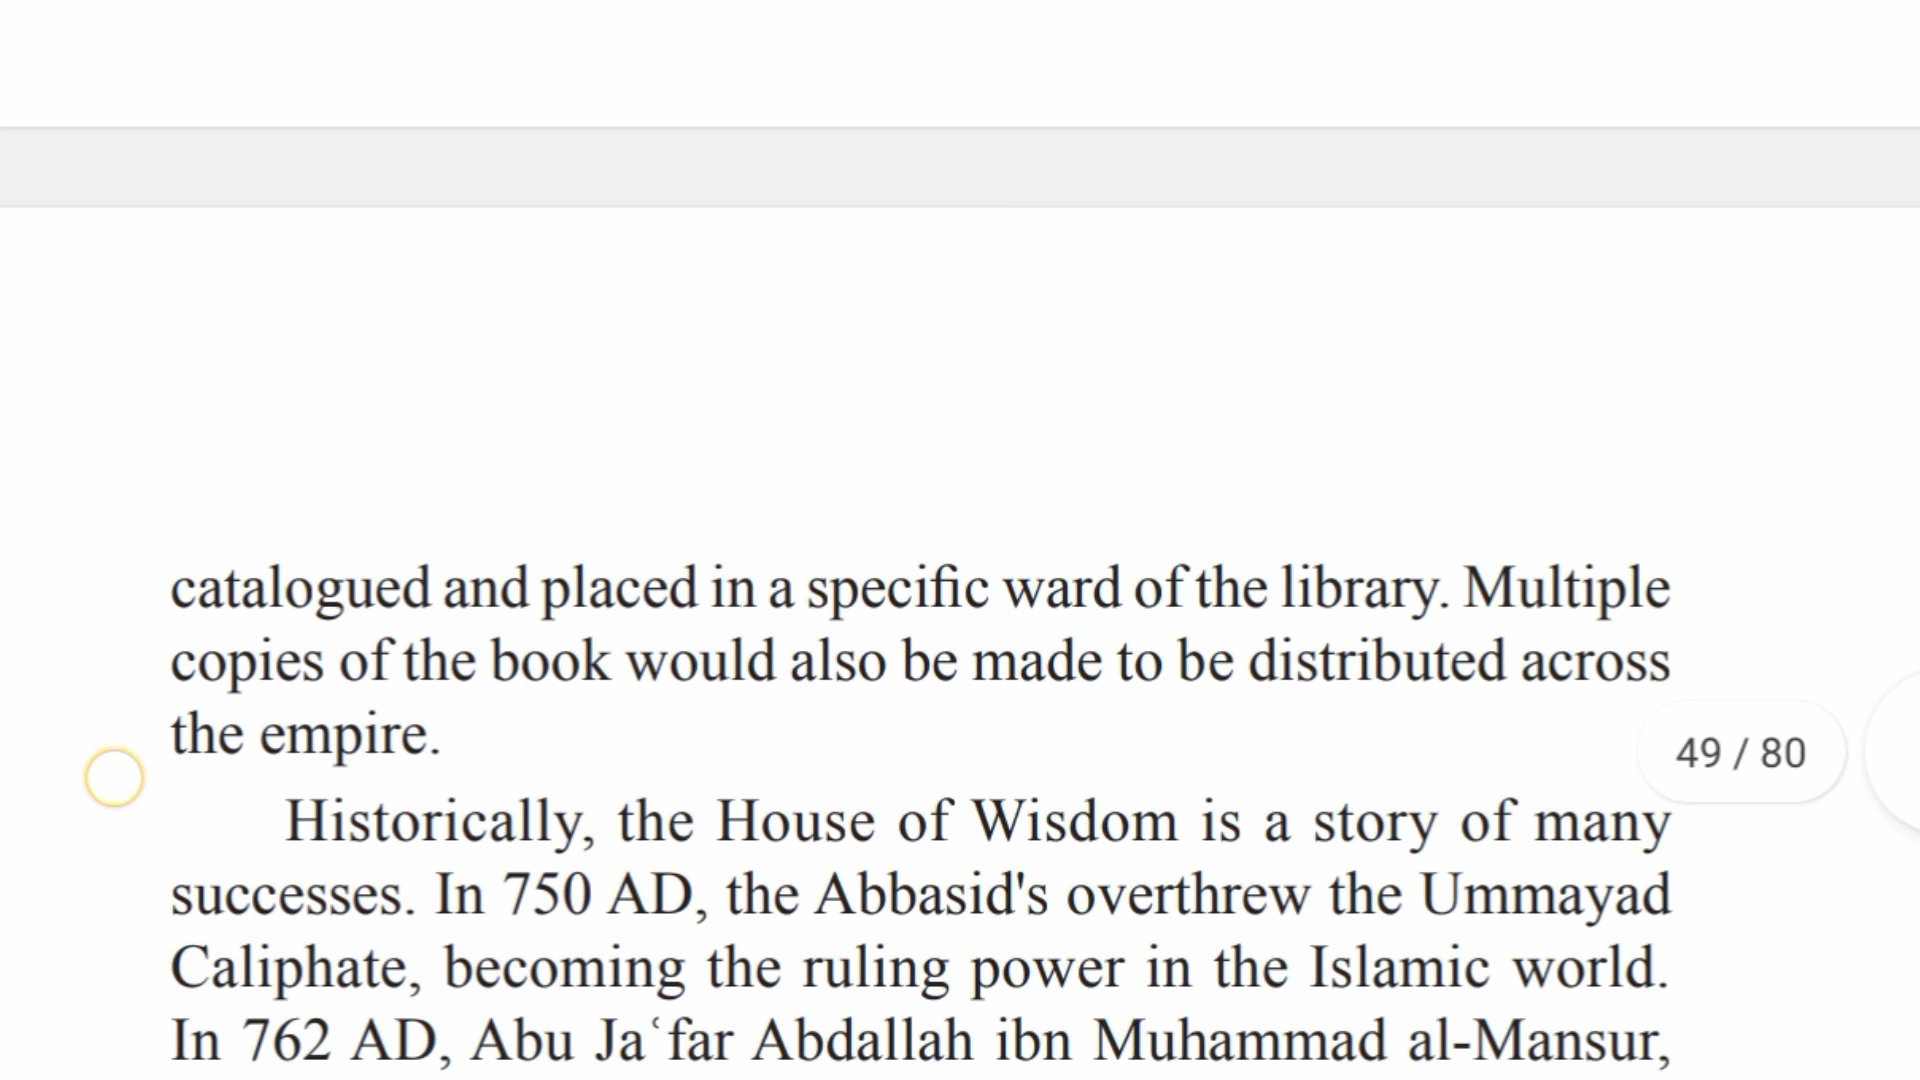 catalogued and placed in a specific ward of the library. Multiple
copies of the book would also be made to be distributed across
the empire.
49 / 80
Historically, the House of Wisdom is a story of many
successes. In 750 AD, the Abbasid's overthrew the Ummayad
Caliphate, becoming the ruling power in the Islamic world.
In 762 AD, Abu Jaʿfar Abdallah ibn Muhammad al-Mansur,